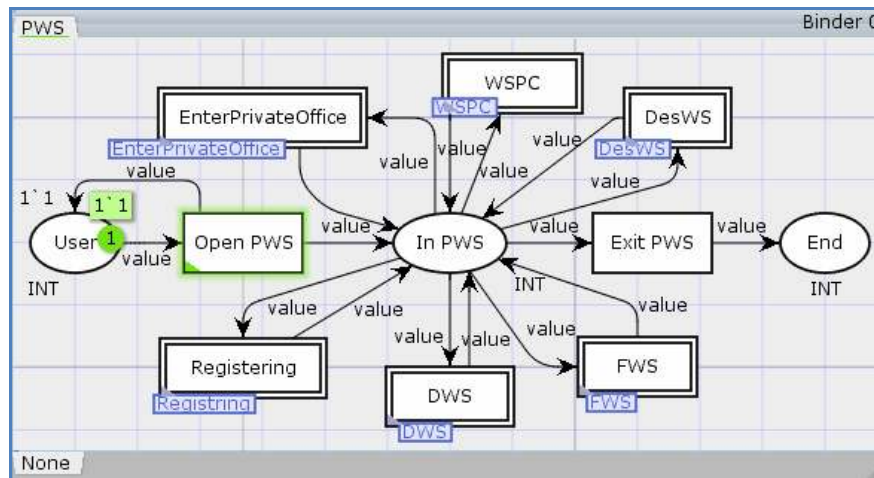 PWS
Binder 0
WSPC
WSPC
EnterPrivateOffice
EnterPrivateOffice
DesWS
DesWS
value
value
value
value
value
value
1`1
1`1
User
1
value
INT
Open PWS
value
In PWS
INT
value
Exit PWS
value
End
INT
value
value
value
value
value
value
value
Registering
Registring
DWS
DWS
FWS
FWS
None